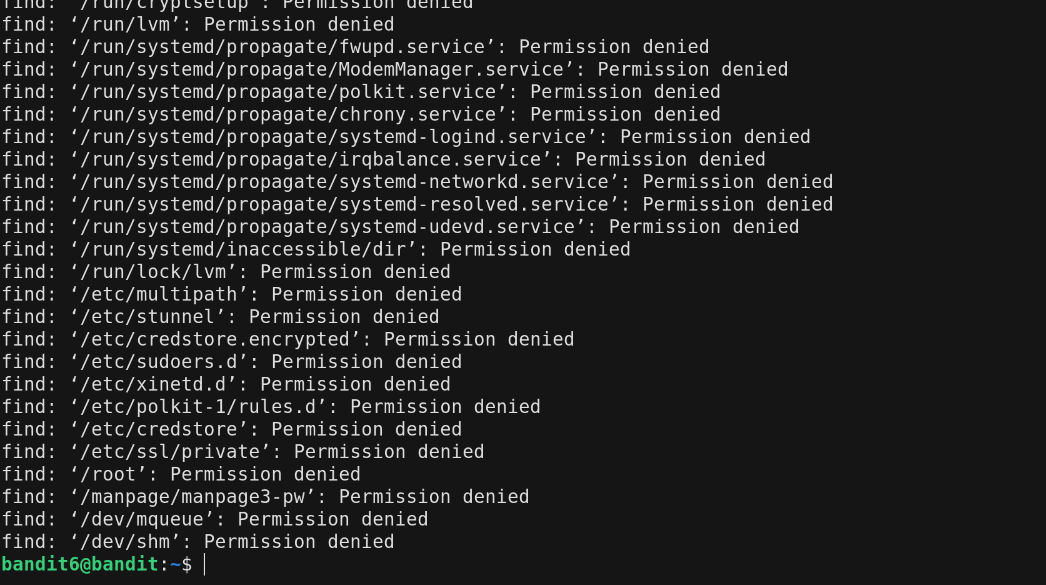 find: ‘/run/cryptsetup’: Permission denied
find: ‘/run/lvm’: Permission denied
find: ‘/run/systemd/propagate/fwupd.service’: Permission denied
find: ‘/run/systemd/propagate/ModemManager.service’: Permission denied
find: ‘/run/systemd/propagate/polkit.service’: Permission denied
find: ‘/run/systemd/propagate/chrony.service’: Permission denied
find: ‘/run/systemd/propagate/systemd-logind.service’: Permission denied
find: ‘/run/systemd/propagate/irqbalance.service’: Permission denied
find: ‘/run/systemd/propagate/systemd-networkd.service’: Permission denied
find: ‘/run/systemd/propagate/systemd-resolved.service’: Permission denied
find: ‘/run/systemd/propagate/systemd-udevd.service’: Permission denied
find: ‘/run/systemd/inaccessible/dir’: Permission denied
find: ‘/run/lock/lvm’: Permission denied
find: ‘/etc/multipath’: Permission denied
find: ‘/etc/stunnel’: Permission denied
find: ‘/etc/credstore.encrypted’: Permission denied
find: ‘/etc/sudoers.d’: Permission denied
find: ‘/etc/xinetd.d’: Permission denied
find: ‘/etc/polkit-1/rules.d’: Permission denied
find: ‘/etc/credstore’: Permission denied
find: ‘/etc/ssl/private’: Permission denied
find: ‘/root’: Permission denied
find: ‘/manpage/manpage3-pw’: Permission denied
find: ‘/dev/mqueue’: Permission denied
find: ‘/dev/shm’: Permission denied
bandit6@bandit:~$